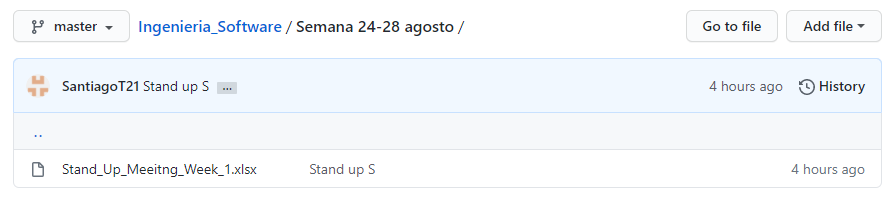 master Ingenieria_Software / Semana 24-28 agosto / Go to file Add file
SantiagoT21 Stand up S ... 4 hours ago History
..
Stand_Up_Meeitng_Week_1.xlsx Stand up S 4 hours ago